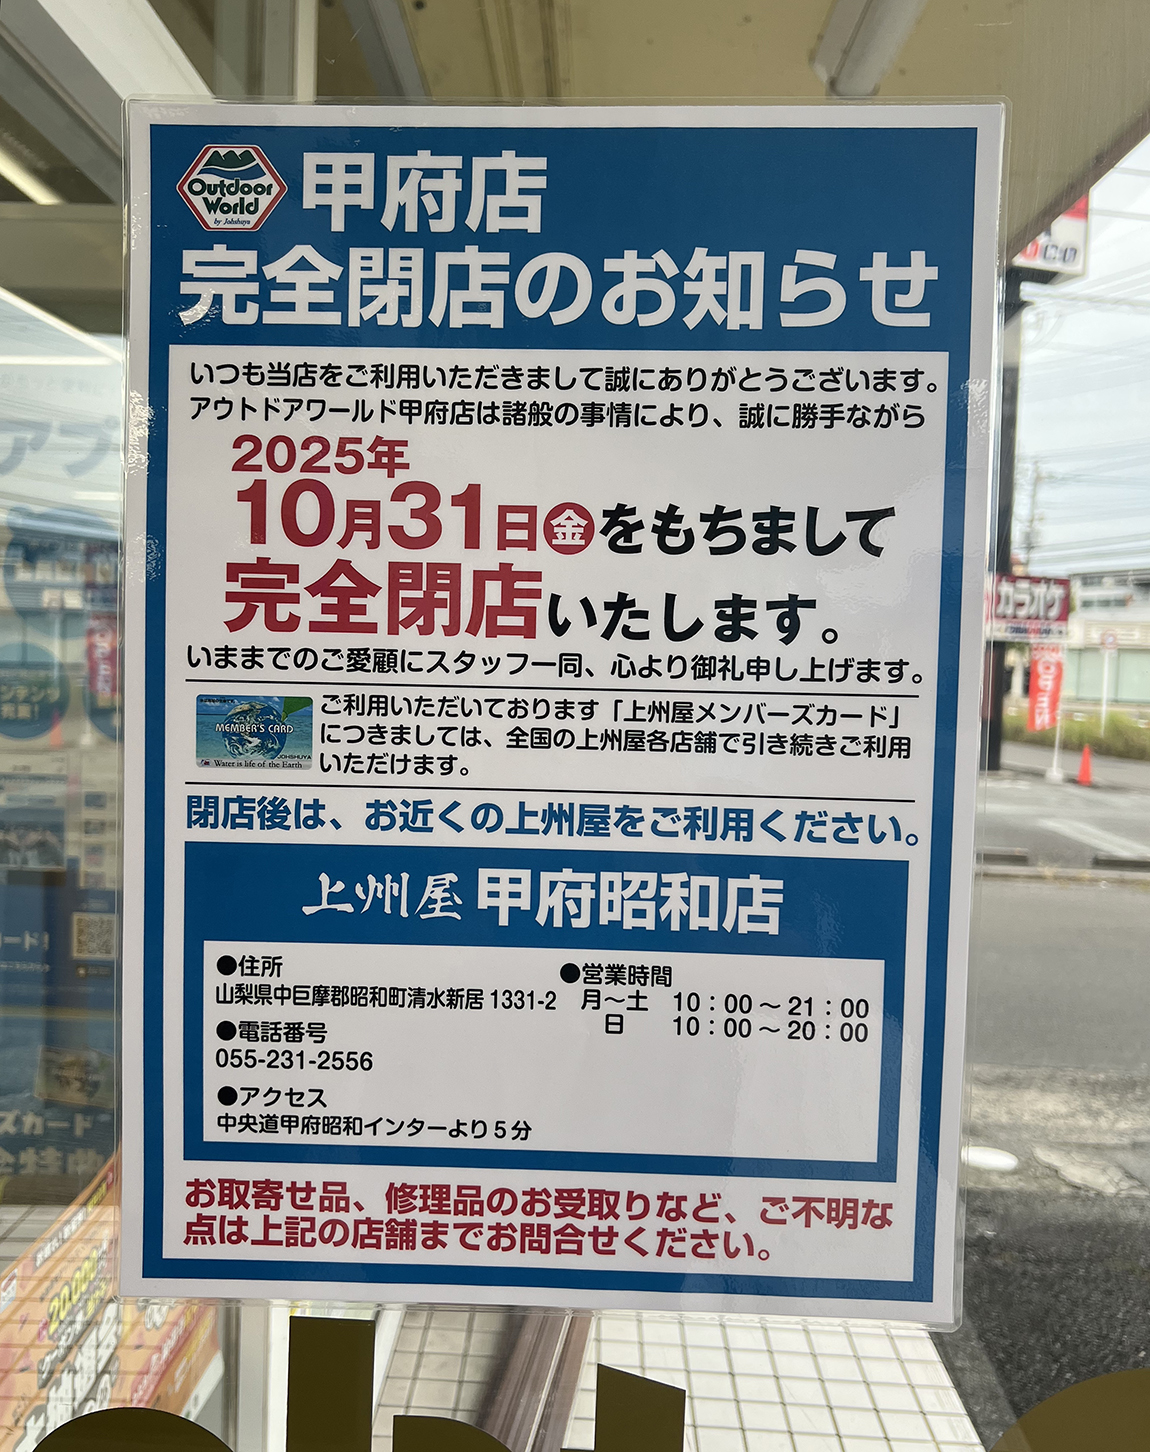 Outdoor
World
by Johshuya
甲府店
完全閉店のお知らせ
いつも当店をご利用いただきまして誠にありがとうございます。
アウトドアワールド甲府店は諸般の事情により、誠に勝手ながら
2025年
10月31日㊎をもちまして
完全閉店いたします。
いままでのご愛顧にスタッフ一同、心より御礼申し上げます。
MEMBER'S CARD
JOHSHUYA
Water is life of the Earth
ご利用いただいております「上州屋メンバーズカード」
につきましては、全国の上州屋各店舗で引き続きご利用
いただけます。
閉店後は、お近くの上州屋をご利用ください。
上州屋 甲府昭和店
●住所
山梨県中巨摩郡昭和町清水新居 1331-2
●電話番号
055-231-2556
●アクセス
中央道甲府昭和インターより5分
●営業時間
月〜土 10:00〜21:00
日 10:00〜20:00
お取寄せ品、修理品のお受取りなど、ご不明な
点は上記の店舗までお問合せください。
カラオケ